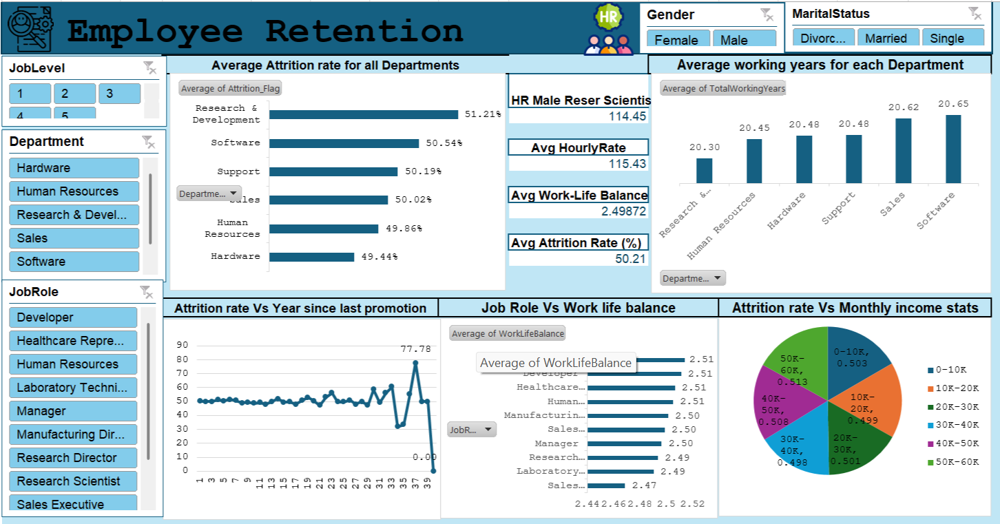 Employee Retention
HR
Gender
Female
Male
MaritalStatus
Divorc...
Married
Single
JobLevel
1
2
3
4
5
Department
Hardware
Human Resources
Research & Devel...
Sales
Software
JobRole
Developer
Healthcare Repre...
Human Resources
Laboratory Techni...
Manager
Manufacturing Dir...
Research Director
Research Scientist
Sales Executive
Average Attrition rate for all Departments
Average of Attrition_Flag
Research &
Development
51.21%
Software
50.54%
Support
50.19%
Departme...
Sales
50.02%
Human
Resources
49.86%
Hardware
49.44%
HR Male Reser Scientis
114.45
Avg HourlyRate
115.43
Avg Work-Life Balance
2.49872
Avg Attrition Rate (%)
50.21
Average working years for each Department
Average of TotalWorkingYears
20.30
20.45
20.48
20.48
20.62
20.65
Research &...
Human Resources
Hardware
Support
Sales
Software
Departme...
Attrition rate Vs Year since last promotion
90
80
70
60
50
40
30
20
10
0
77.78
0.00
1 3 5 7 9 11 13 15 17 19 21 23 25 27 29 31 33 35 37 39
Job Role Vs Work life balance
Average of WorkLifeBalance
Average of WorkLifeBalance
2.51
Developer
2.51
Healthcare...
2.51
Human...
2.51
Manufacturin...
2.50
Sales...
2.50
JobR...
Manager
2.50
Research...
2.49
Laboratory...
2.49
Sales...
2.47
2.44 2.46 2.48 2.5 2.52
Attrition rate Vs Monthly income stats
0-10K,
0.503
10K-
20K,
0.499
20K-
30K,
0.501
30K-
40K,
0.498
40K-
50K,
0.508
50K-
60K,
0.513
0-10K
10K-20K
20K-30K
30K-40K
40K-50K
50K-60K